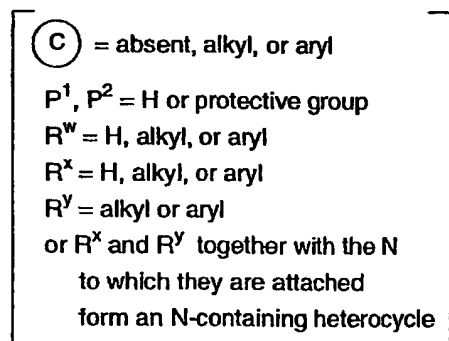 C = absent, alkyl, or aryl
P¹, P² = H or protective group
Rʷ = H, alkyl, or aryl
Rˣ = H, alkyl, or aryl
Rʸ = alkyl or aryl
or Rˣ and Rʸ together with the N
to which they are attached
form an N-containing heterocycle